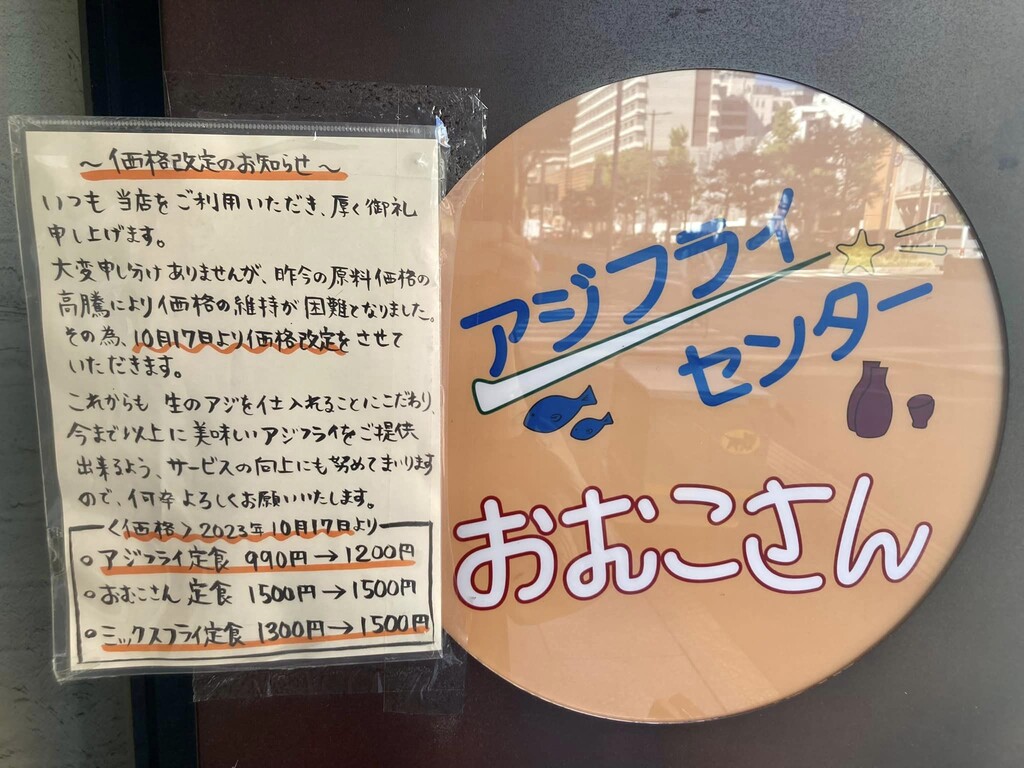 ～価格改定のお知らせ～
いつも当店をご利用いただき、厚く御礼
申し上げます。
大変申し分けありませんが、昨今の原料価格の
高騰により価格の維持が困難となりました。
その為、10月17日より価格改定をさせて
いただきます。
これからも生のアジを仕入れることにこだわり、
今まで以上に美味しいアジフライをご提供
出来るよう、サービスの向上にも努めてまいります
ので、何卒よろしくお願いいたします。
＜価格＞2023年10月17日より
○アジフライ定食 990円→1200円
○おむこさん定食 1500円→1500円
○ミックスフライ定食 1300円→1500円
アジフライ
センター
おむこさん